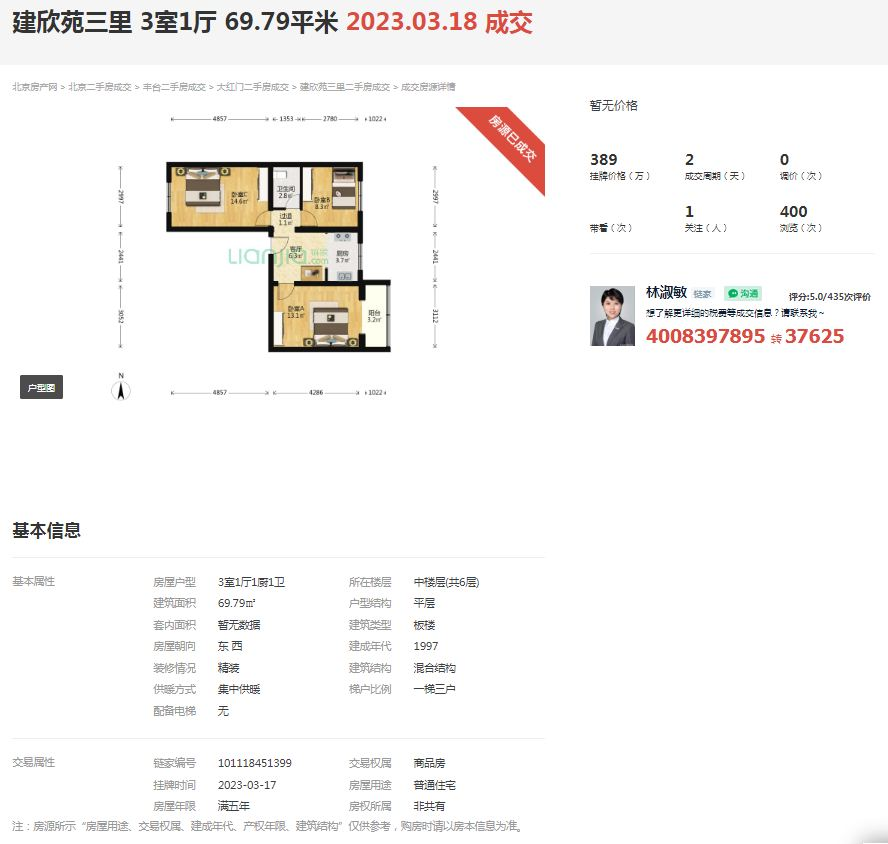 建欣苑三里 3室1厅 69.79平米 2023.03.18 成交
北京房产网 > 北京二手房成交 > 丰台二手房成交 > 大红门二手房成交 > 建欣苑三里二手房成交 > 成交房源详情
房源已成交
4857 1353 2780 1022
2997
2441
3052
卧室C
14.6㎡
卫生间
2.8㎡
卧室B
8.3㎡
过道
1.1㎡
客厅
6.3㎡
厨房
3.7㎡
Lianjia 链家.com
卧室A
13.1㎡
阳台
3.2㎡
2997
2441
3112
4857 4286 1022
户型图
N
暂无价格
389 2 0
挂牌价格（万） 成交周期（天） 调价（次）
1 400
带看（次） 关注（人） 浏览（次）
林淑敏 链家 沟通 评分:5.0/435次评价
想了解更详细的税费等成交信息？请联系我~
4008397895 转 37625
基本信息
基本属性 房屋户型 3室1厅1厨1卫 所在楼层 中楼层(共6层)
建筑面积 69.79㎡ 户型结构 平层
套内面积 暂无数据 建筑类型 板楼
房屋朝向 东 西 建成年代 1997
装修情况 精装 建筑结构 混合结构
供暖方式 集中供暖 梯户比例 一梯三户
配备电梯 无
交易属性 链家编号 101118451399 交易权属 商品房
挂牌时间 2023-03-17 房屋用途 普通住宅
房屋年限 满五年 房权所属 非共有
注：房源所示“房屋用途、交易权属、建成年代、产权年限、建筑结构”仅供参考，购房时请以房本信息为准。